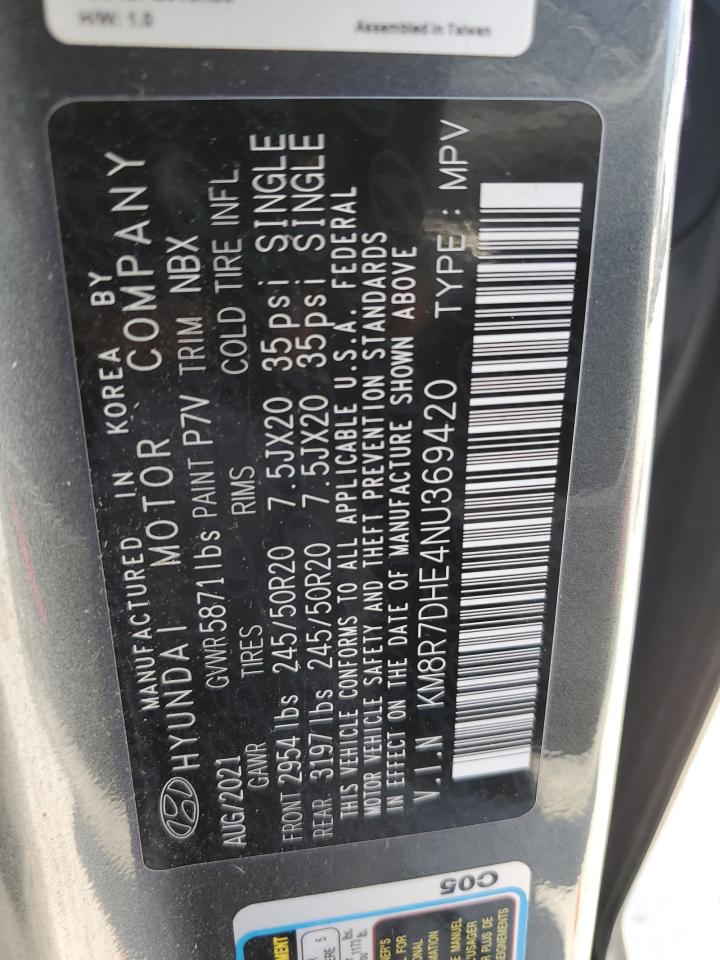 H/W: 1.0
Assembled in Taiwan
MANUFACTURED IN KOREA BY
HYUNDAI MOTOR COMPANY
AUG/2021 GVWR 5871lbs PAINT P7V TRIM NBX
GAWR TIRES RIMS COLD TIRE INFL.
FRONT 2954 lbs 245/50R20 7.5JX20 35psi SINGLE
REAR 3197 lbs 245/50R20 7.5JX20 35psi SINGLE
THIS VEHICLE CONFORMS TO ALL APPLICABLE U.S.A. FEDERAL
MOTOR VEHICLE SAFETY AND THEFT PREVENTION STANDARDS
IN EFFECT ON THE DATE OF MANUFACTURE SHOWN ABOVE
V.I.N KM8R7DHE4NU369420 TYPE : MPV
C05